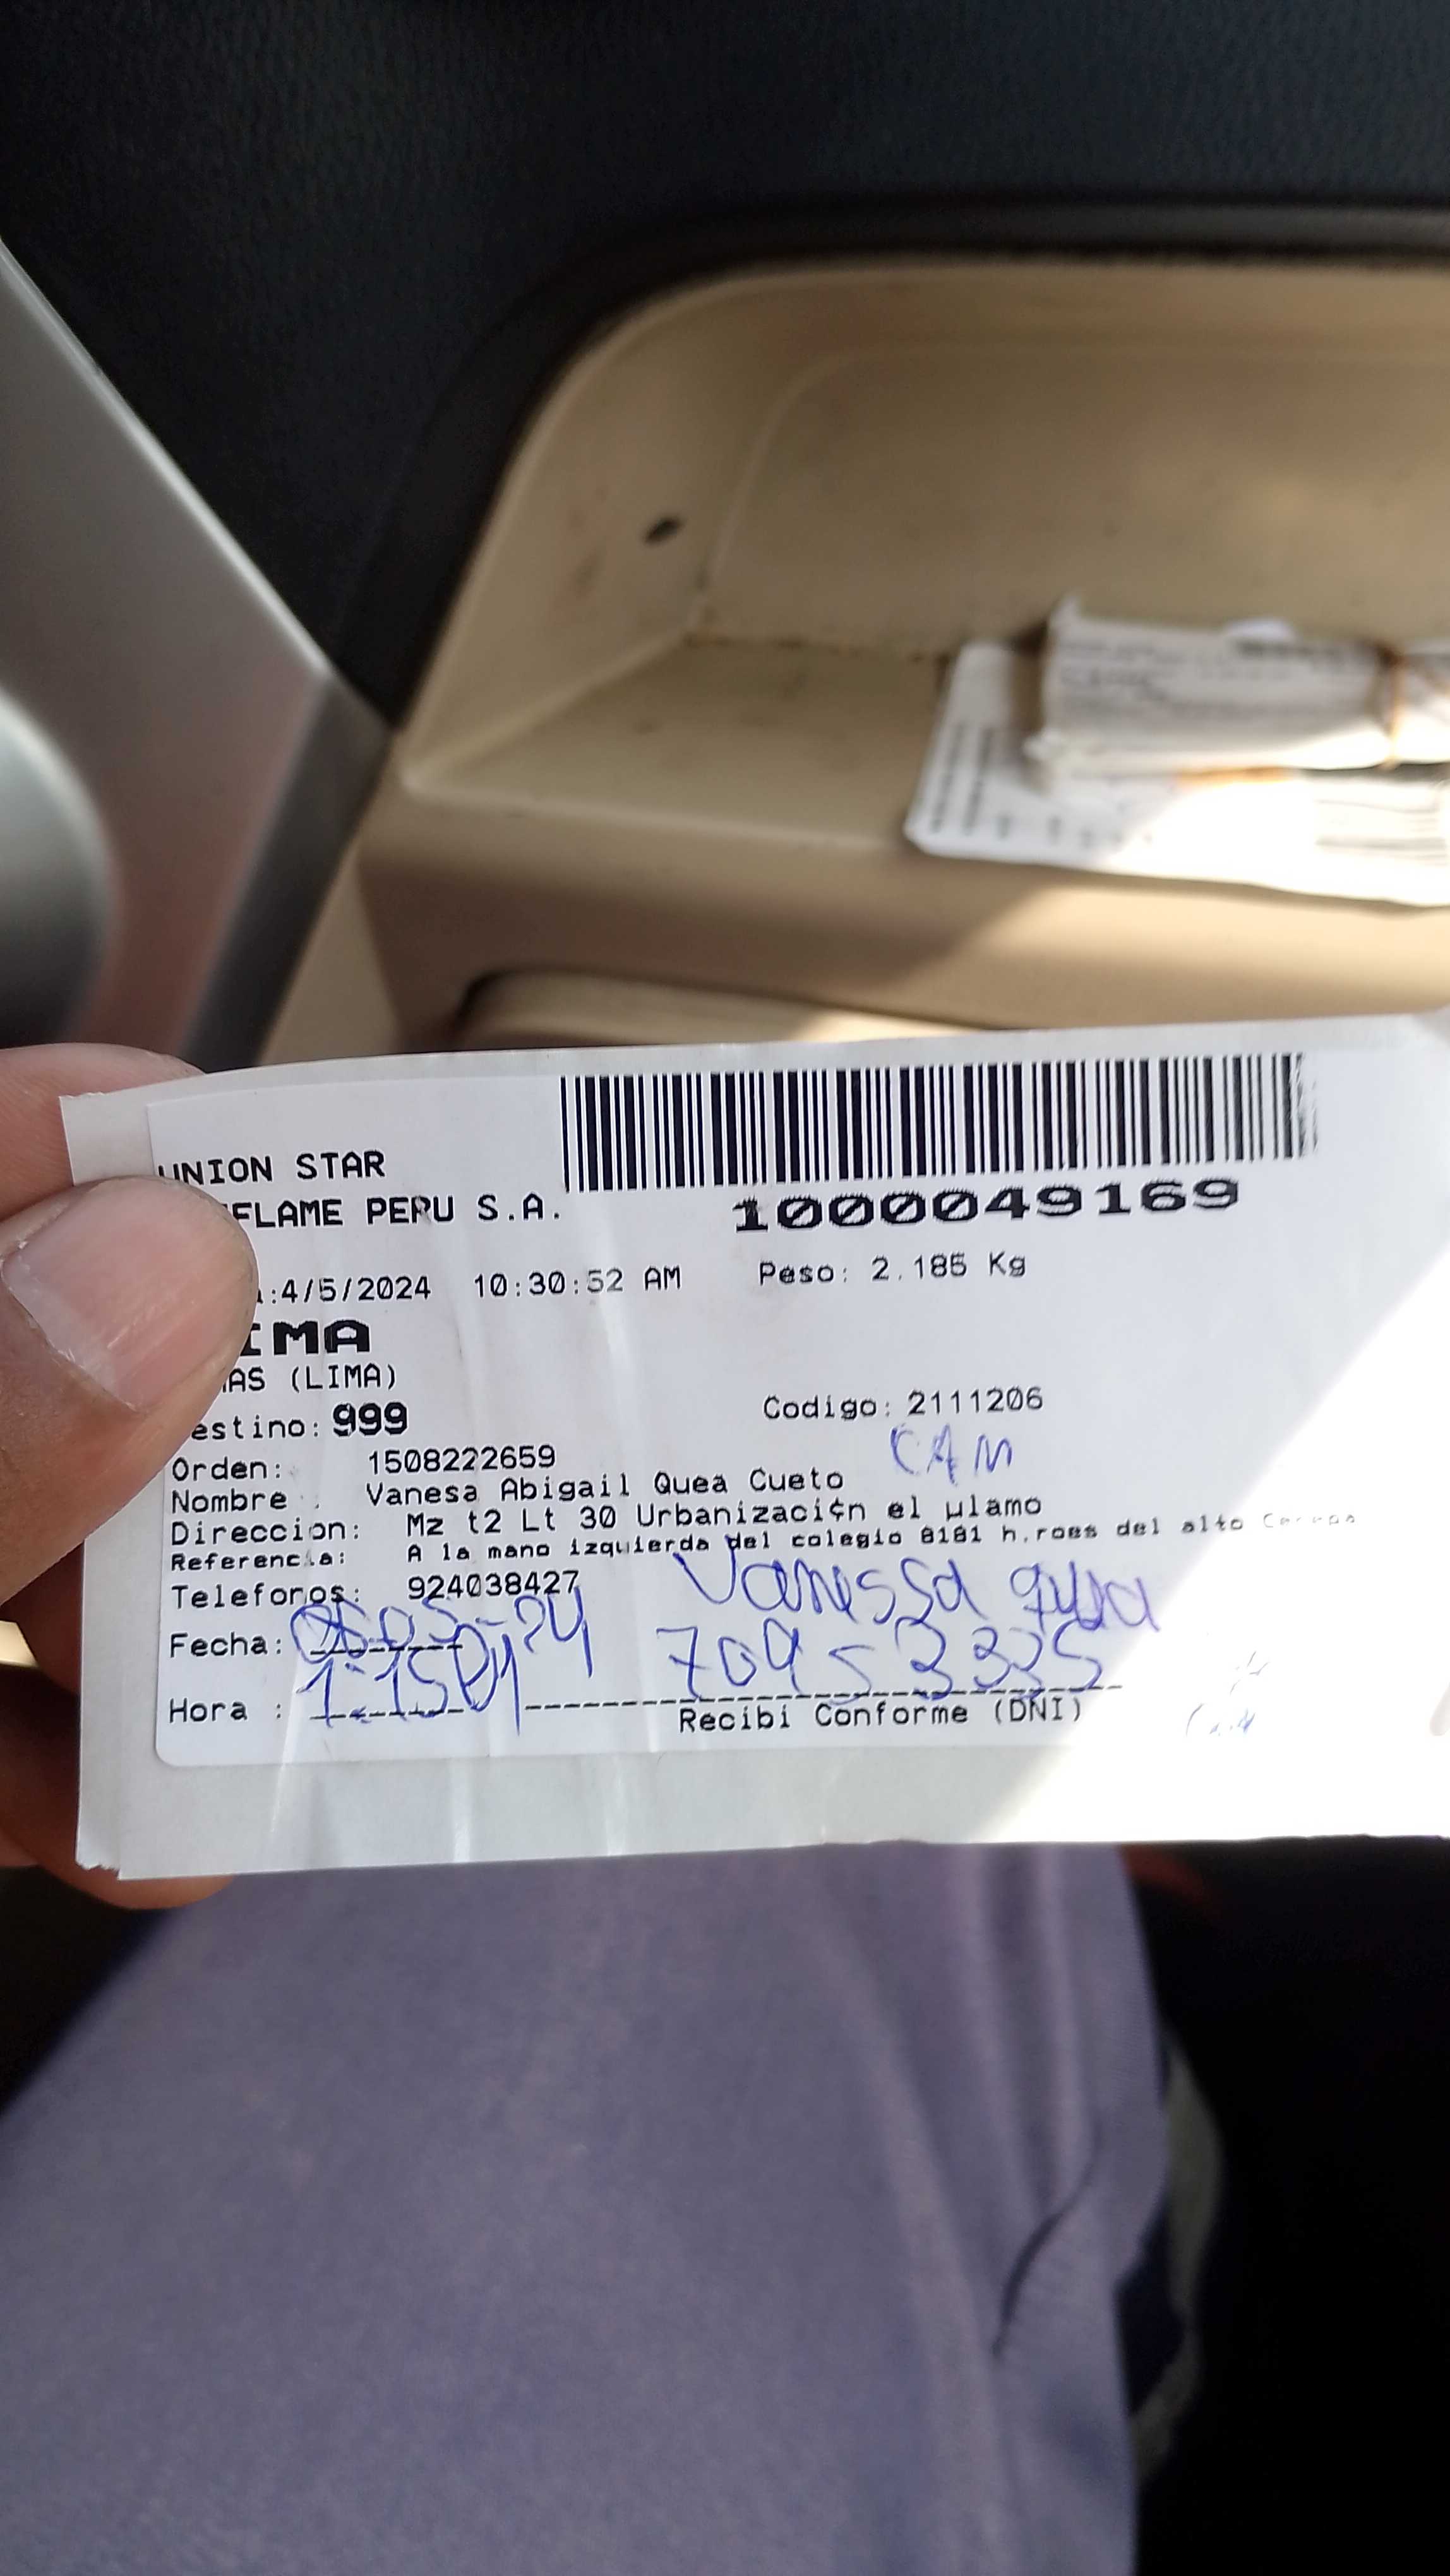 UNION STAR
FLAME PERU S.A.
1000049169
:4/5/2024 10:30:52 AM Peso: 2.185 Kg
IMA
AS (LIMA)
estino: 999 Codigo: 2111206
CAM
Orden: 1508222659
Nombre : Vanesa Abigail Quea Cueto
Direccion: Mz t2 Lt 30 Urbanizaci¢n el µlamo
Referencia: A la mano izquierda del colegio 8181 h.roes del alto
Telefonos: 924038427
Vanessa quea
Fecha:
Hora : 1:15
Recibi Conforme (DNI)